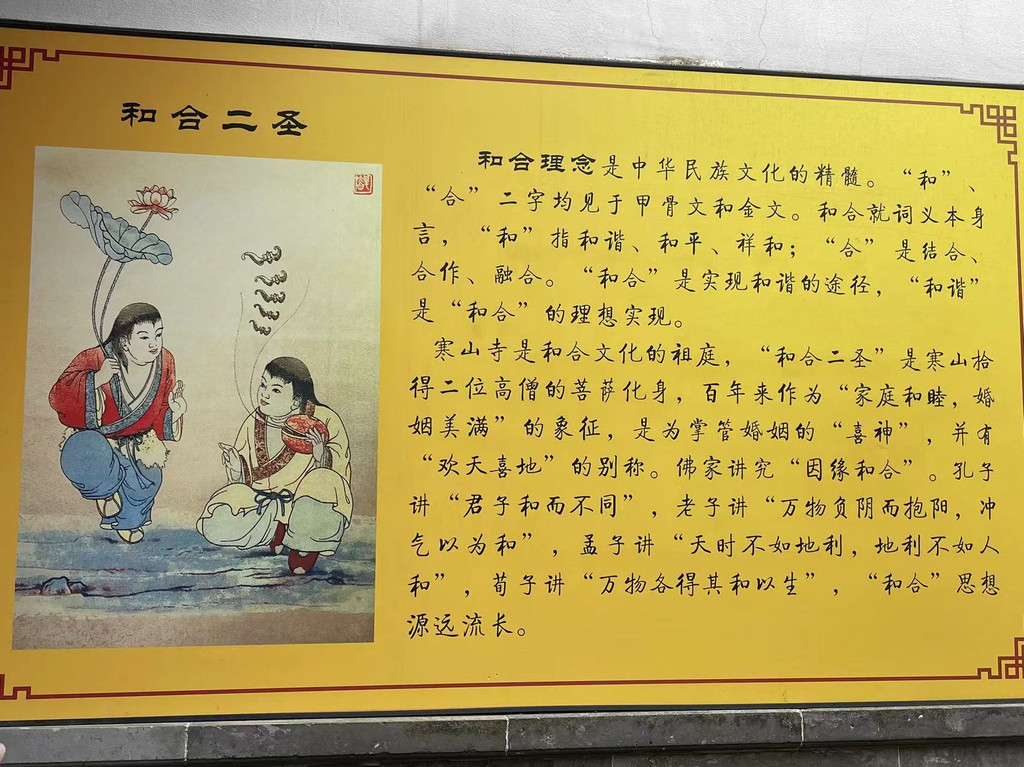 和合二圣
和合理念是中华民族文化的精髓。“和”、
“合”二字均见于甲骨文和金文。和合就词义本身
言，“和”指和谐、和平、祥和；“合”是结合、
合作、融合。“和合”是实现和谐的途径，“和谐”
是“和合”的理想实现。
寒山寺是和合文化的祖庭，“和合二圣”是寒山拾
得二位高僧的菩萨化身，百年来作为“家庭和睦，婚
姻美满”的象征，是为掌管婚姻的“喜神”，并有
“欢天喜地”的别称。佛家讲究“因缘和合”。孔子
讲“君子和而不同”，老子讲“万物负阴而抱阳，冲
气以为和”，孟子讲“天时不如地利，地利不如人
和”，荀子讲“万物各得其和以生”，“和合”思想
源远流长。